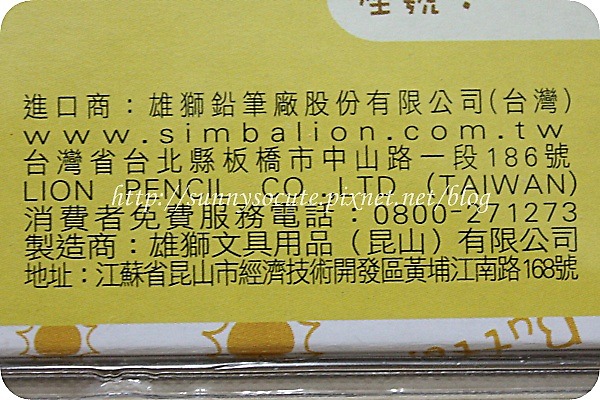 座號：
進口商：雄獅鉛筆廠股份有限公司(台灣)
www.simbalion.com.tw
台灣省台北縣板橋市中山路一段186號
LION PENCIL CO., LTD (TAIWAN)
http://sunnysocute.pixnet.net/blog
消費者免費服務電話：0800-271273
製造商：雄獅文具用品（昆山）有限公司
地址：江蘇省昆山市經濟技術開發區黃埔江南路168號